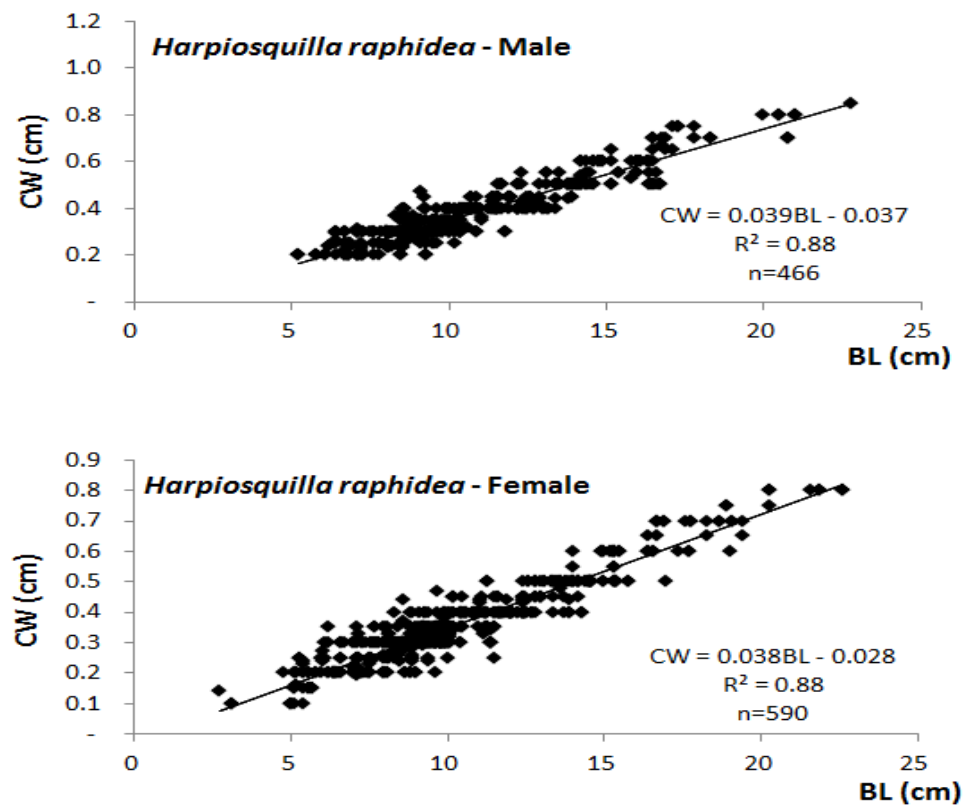 1.2
Harpiosquilla raphidea - Male
1.0
0.8
0.6
0.4
0.2
-
CW (cm)
CW = 0.039BL - 0.037
R² = 0.88
n=466
0 5 10 15 20 25
BL (cm)
0.9
Harpiosquilla raphidea - Female
0.8
0.7
0.6
0.5
0.4
0.3
0.2
0.1
-
CW (cm)
CW = 0.038BL - 0.028
R² = 0.88
n=590
0 5 10 15 20 25
BL (cm)